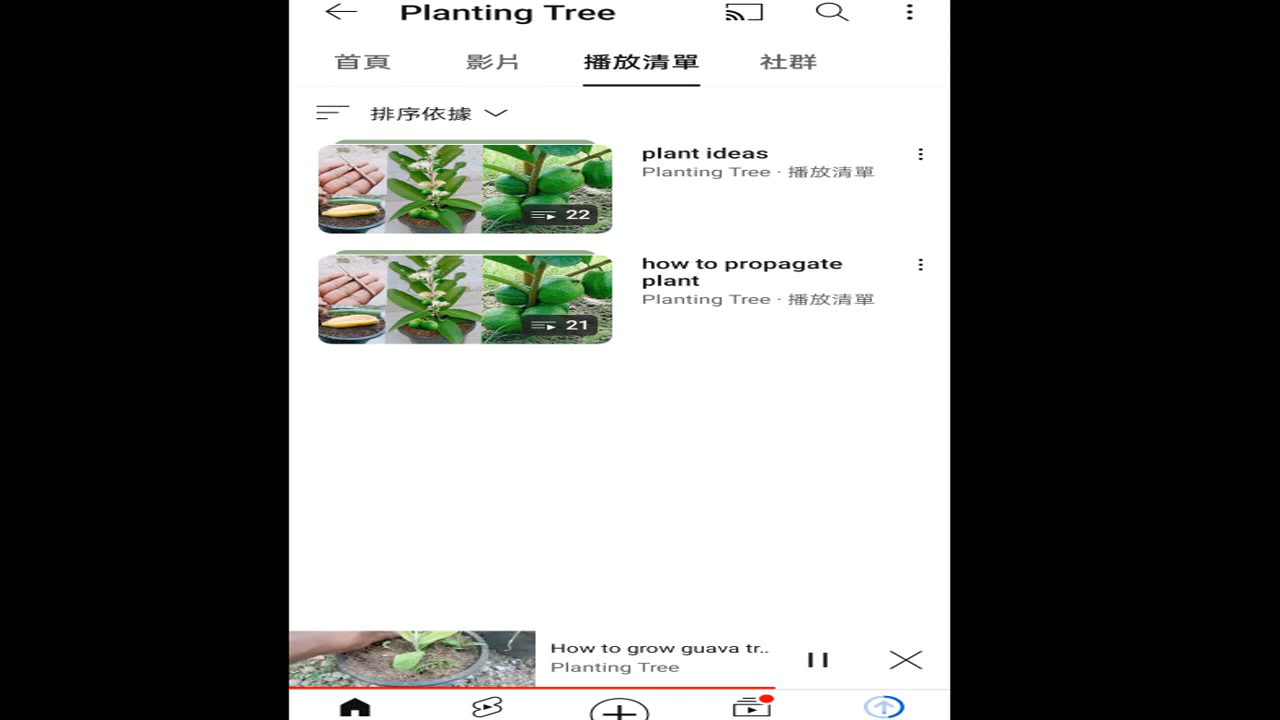 Planting Tree
首頁 影片 播放清單 社群
排序依據
plant ideas
Planting Tree · 播放清單
22
how to propagate
plant
Planting Tree · 播放清單
21
How to grow guava tr..
Planting Tree